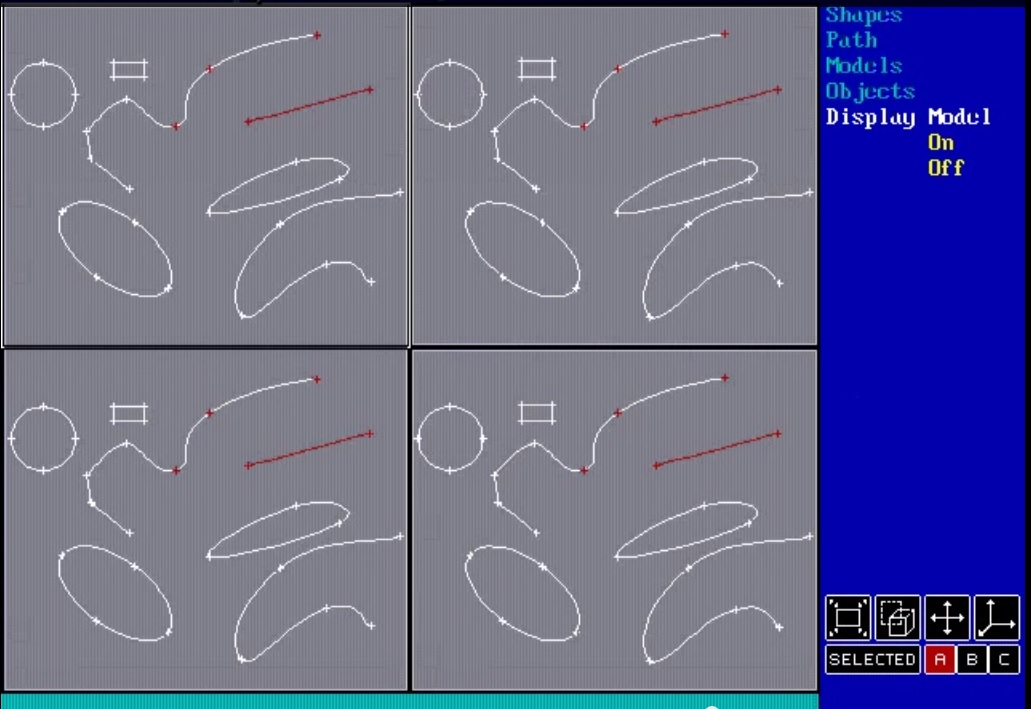 Shapes
Path
Models
Objects
Display Model
On
Off
SELECTED A B C